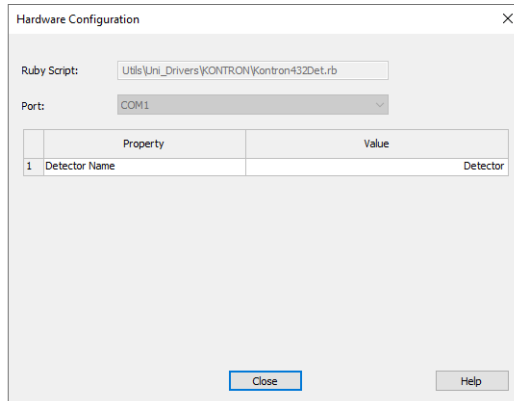 Hardware Configuration
Ruby Script: Utils\Uni_Drivers\KONTRON\Kontron432Det.rb
Port: COM1
Property Value
1 Detector Name Detector
Close Help